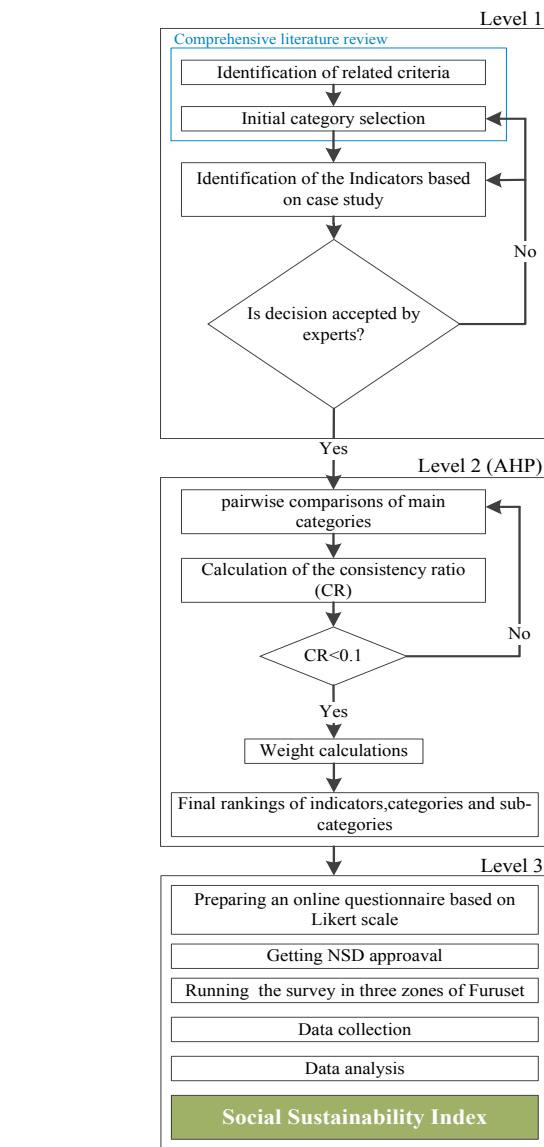 Level 1
Comprehensive literature review
Identification of related criteria
Initial category selection
Identification of the Indicators based
on case study
No
Is decision accepted by
experts?
Yes
Level 2 (AHP)
pairwise comparisons of main
categories
Calculation of the consistency ratio
(CR)
No
CR<0.1
Yes
Weight calculations
Final rankings of indicators,categories and sub-
categories
Level 3
Preparing an online questionnaire based on
Likert scale
Getting NSD approaval
Running the survey in three zones of Furuset
Data collection
Data analysis
Social Sustainability Index